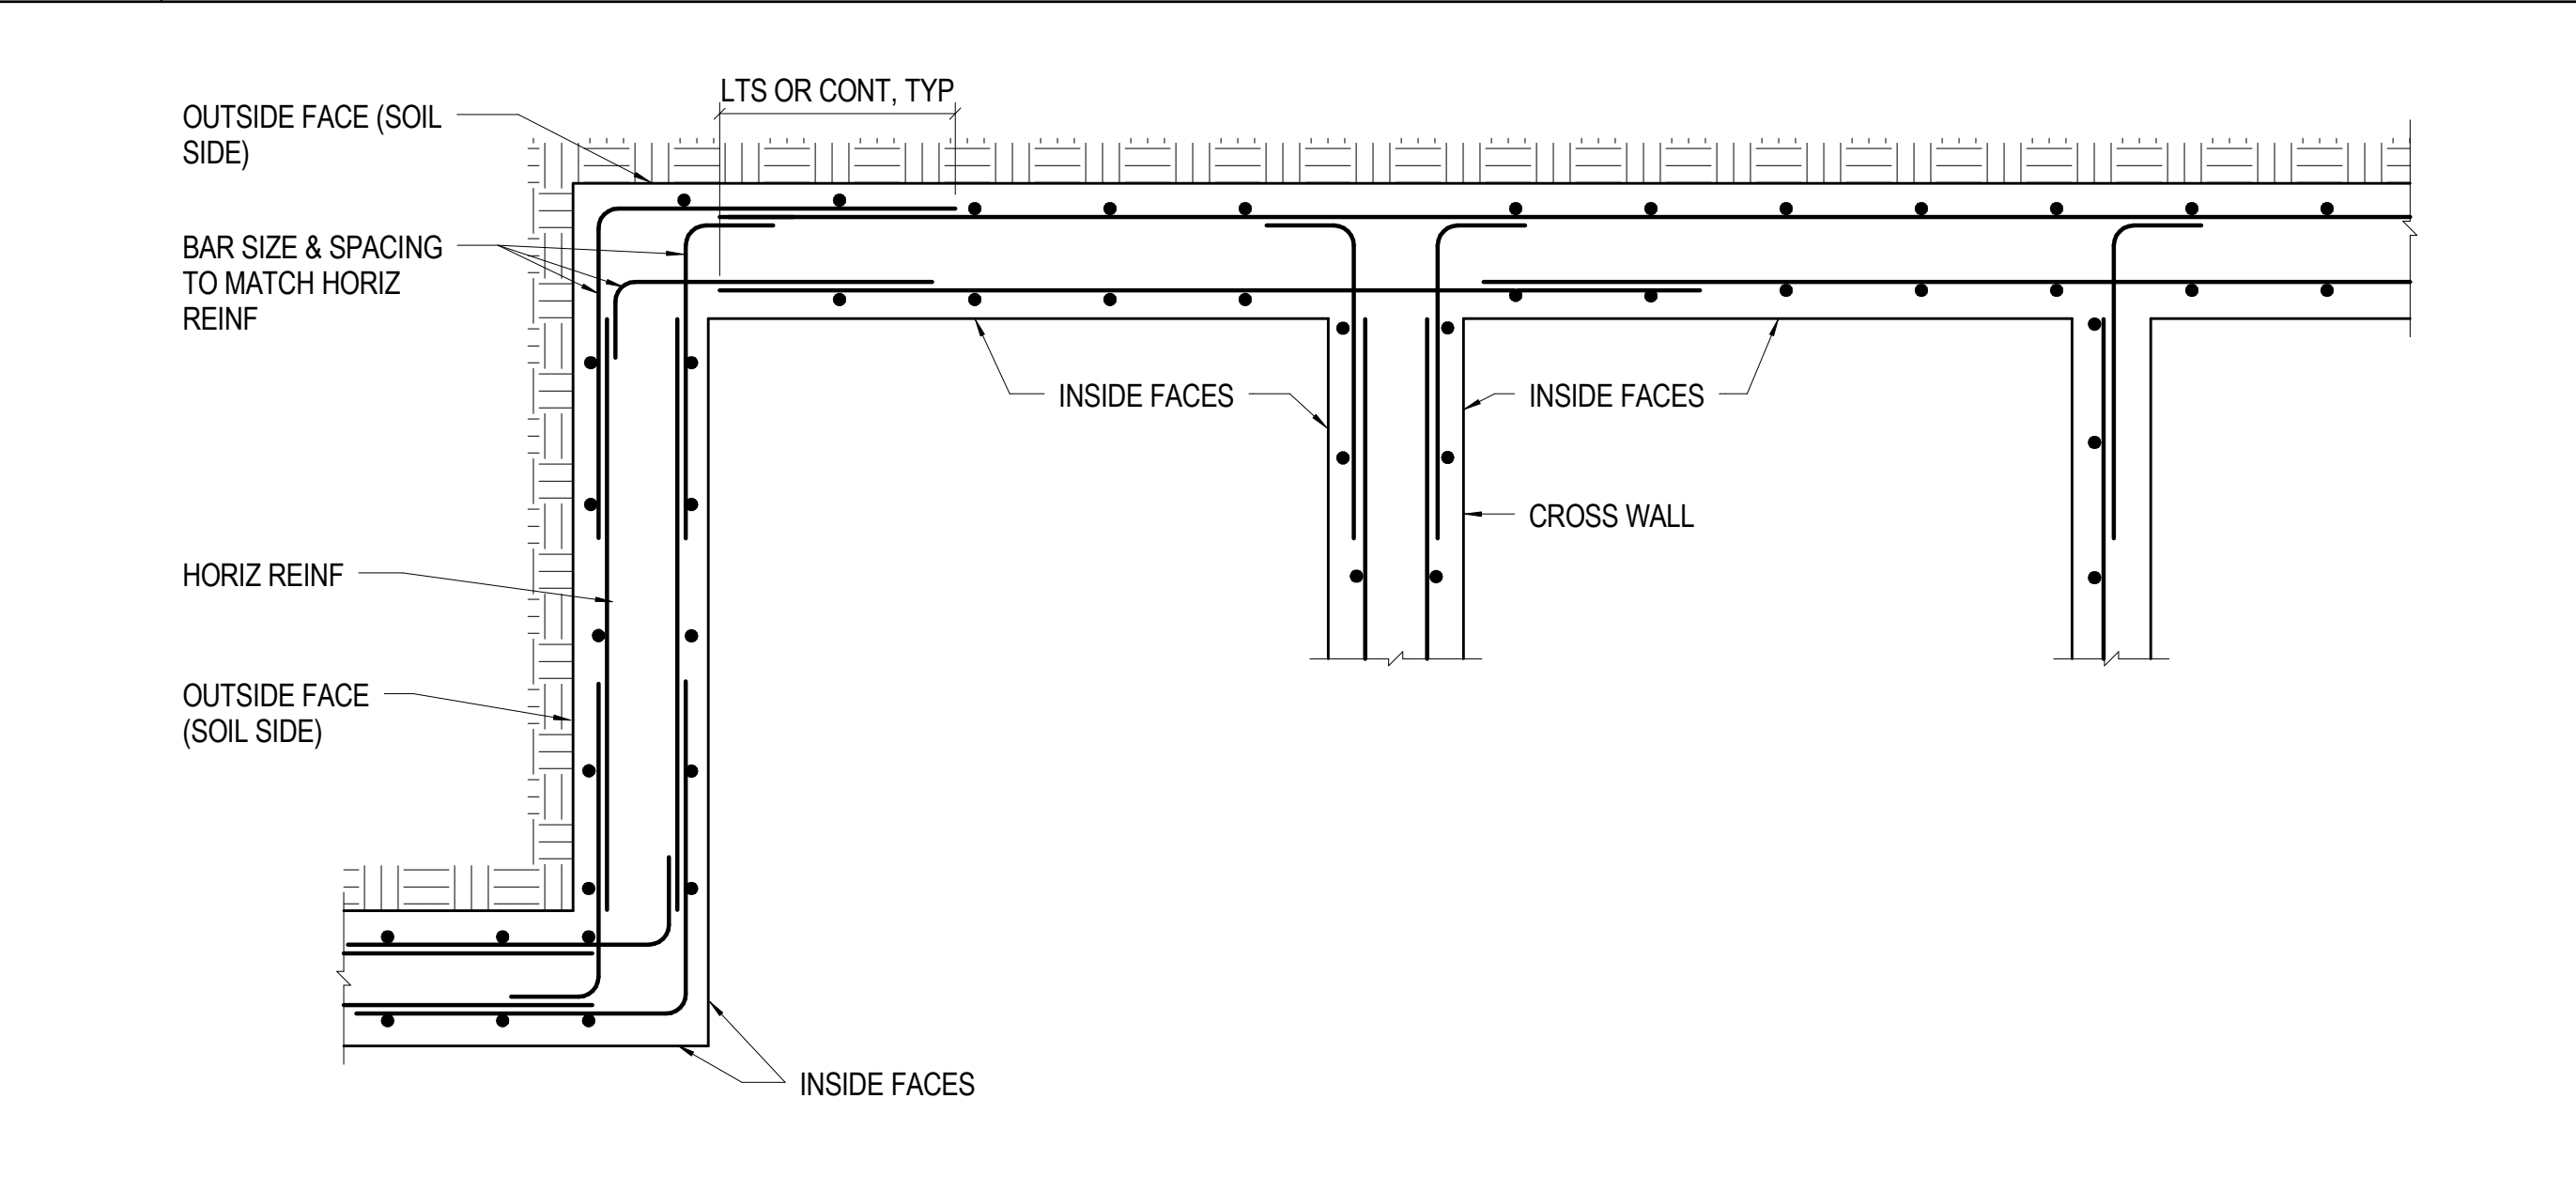 LTS OR CONT, TYP
OUTSIDE FACE (SOIL
SIDE)
BAR SIZE & SPACING
TO MATCH HORIZ
REINF
INSIDE FACES
INSIDE FACES
CROSS WALL
HORIZ REINF
OUTSIDE FACE
(SOIL SIDE)
INSIDE FACES